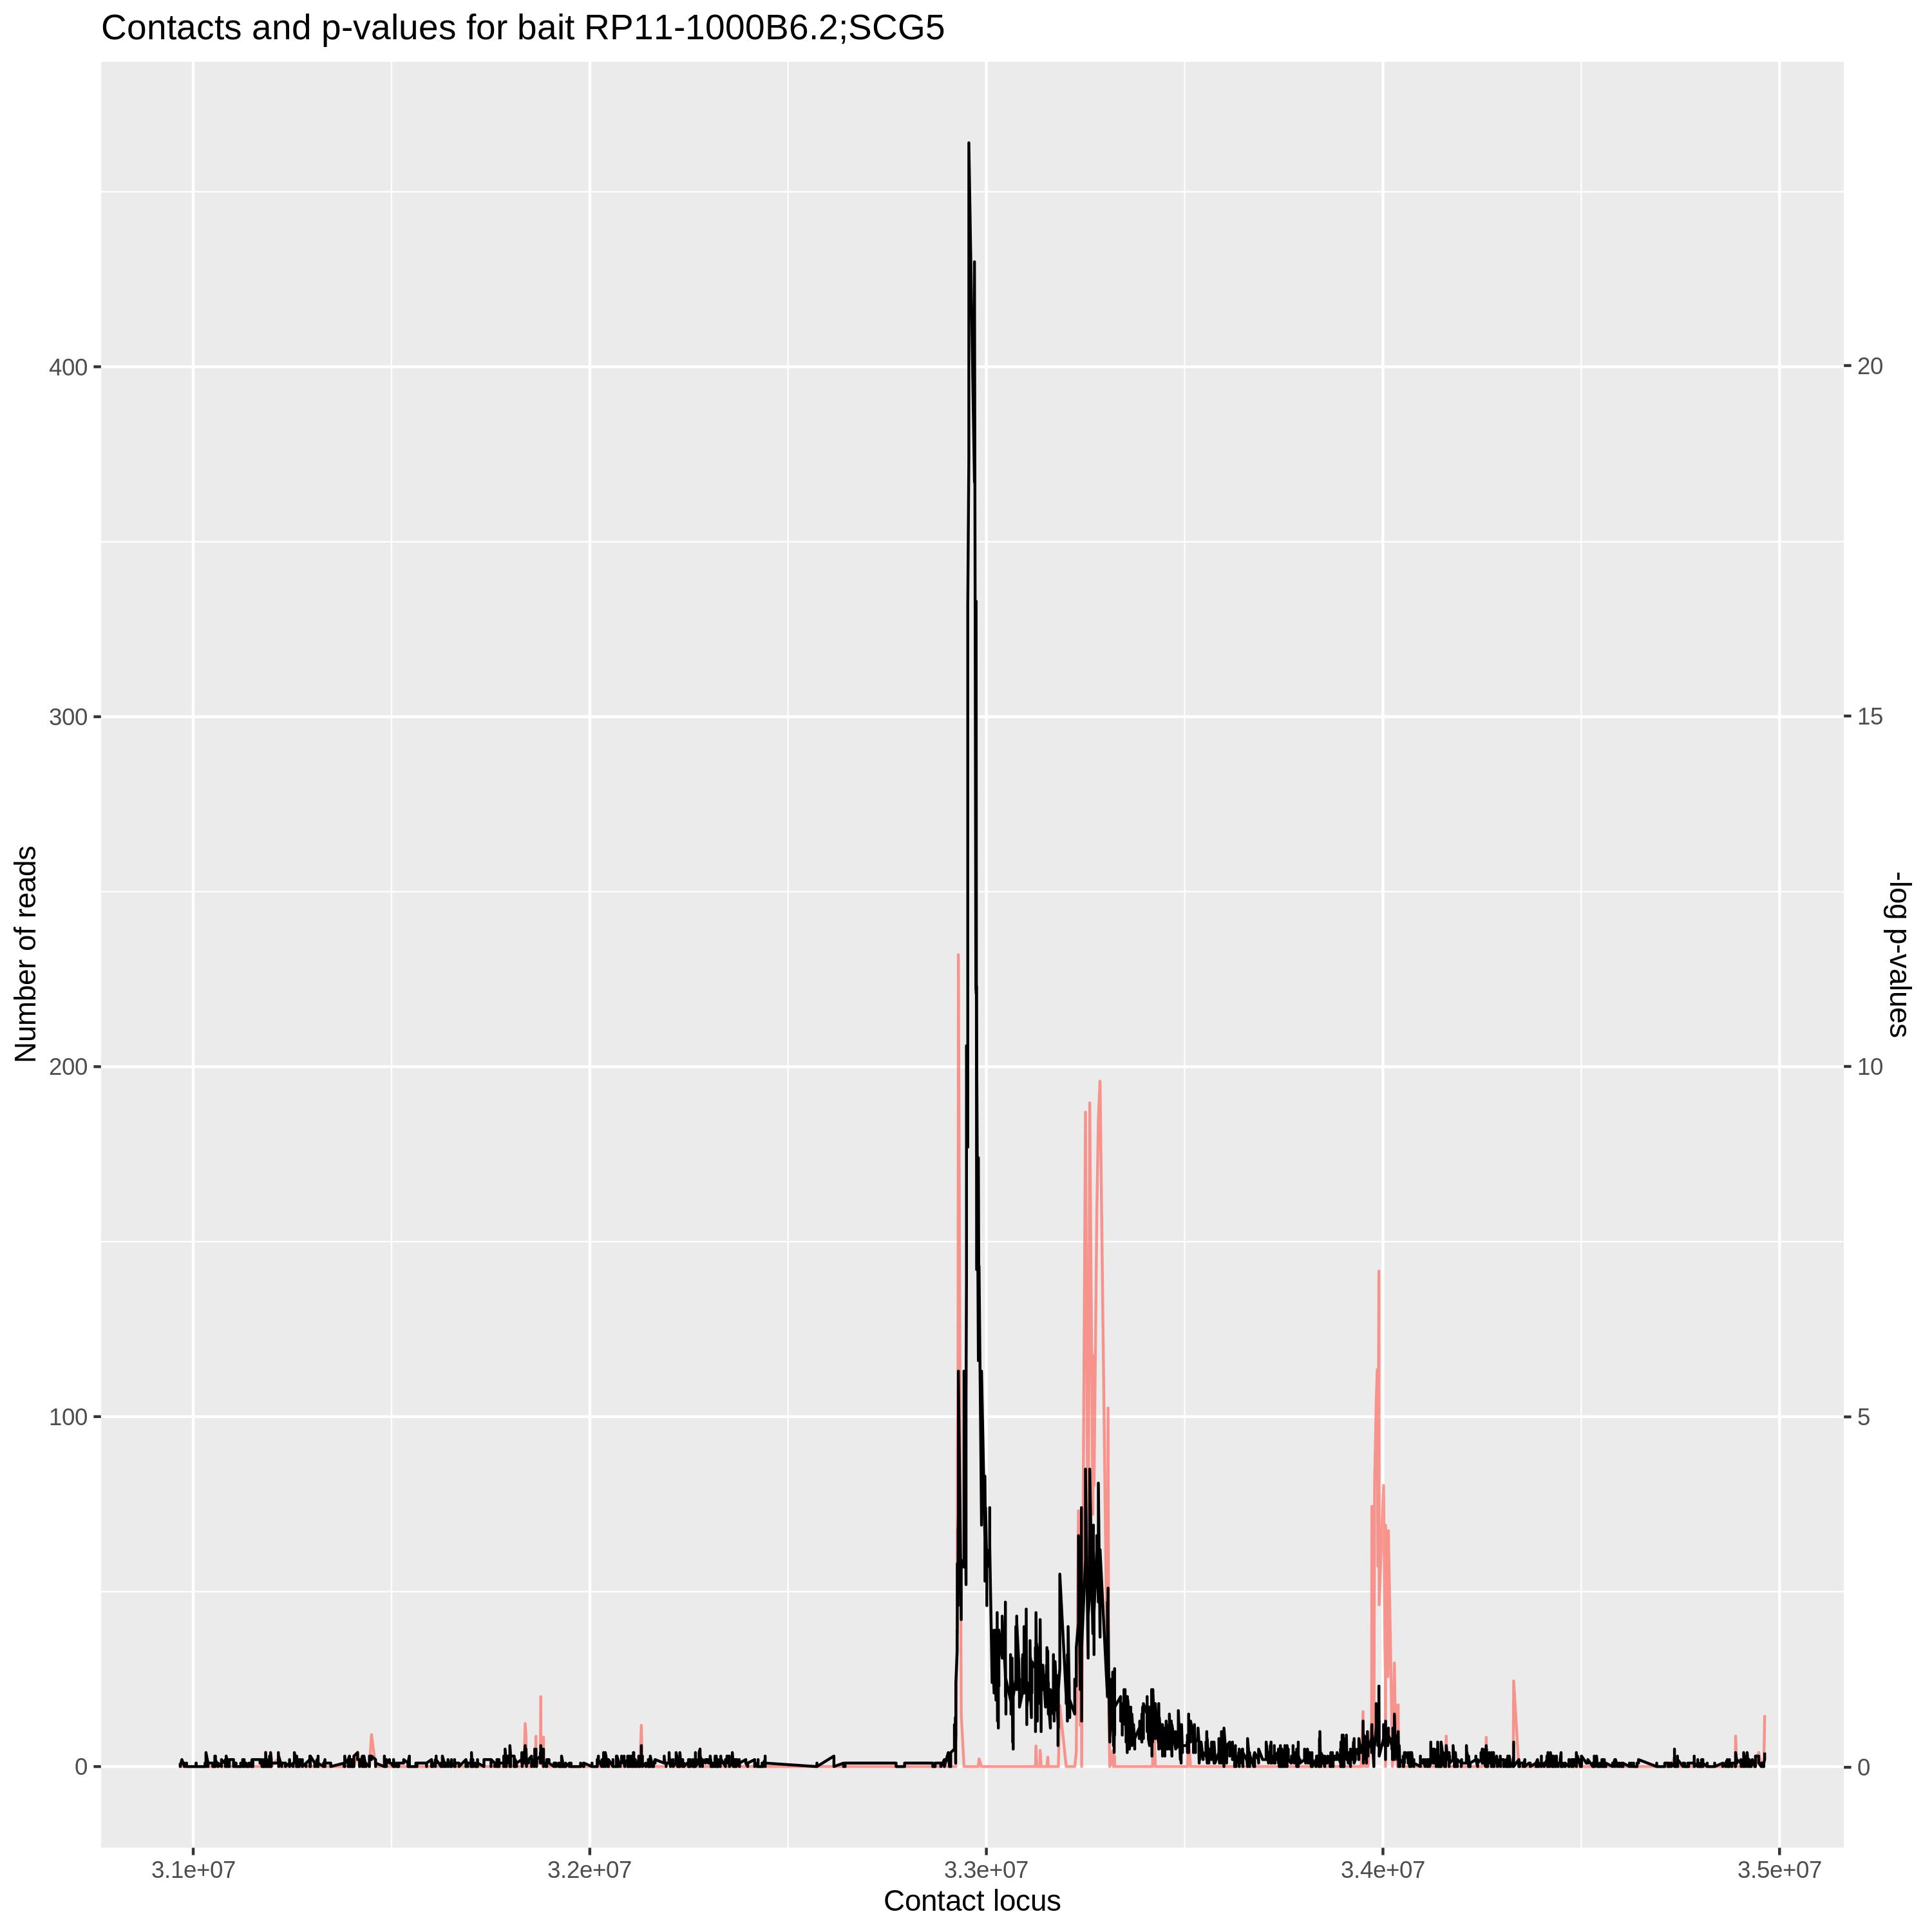 Contacts and p-values for bait RP11-1000B6.2;SCG5
Number of reads
400
300
200
100
0
20
15
10
5
0
-log p-values
3.1e+07
3.2e+07
3.3e+07
3.4e+07
3.5e+07
Contact locus